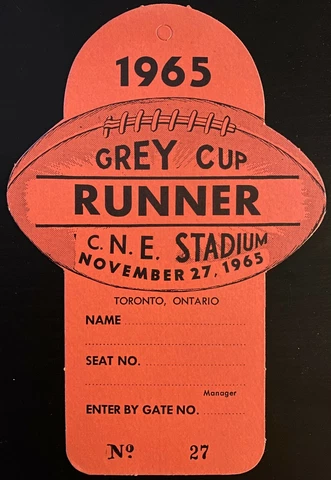 1965
GREY CUP
RUNNER
C.N.E. STADIUM
NOVEMBER 27, 1965
TORONTO, ONTARIO
NAME
SEAT NO.
Manager
ENTER BY GATE NO.
Nº 27